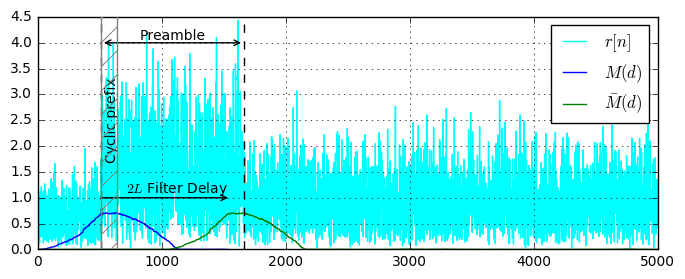 4.5
4.0
3.5
3.0
2.5
2.0
1.5
1.0
0.5
0.0
Preamble
Cyclic prefix
2L Filter Delay
r[n]
M(d)
M̄(d)
0 1000 2000 3000 4000 5000